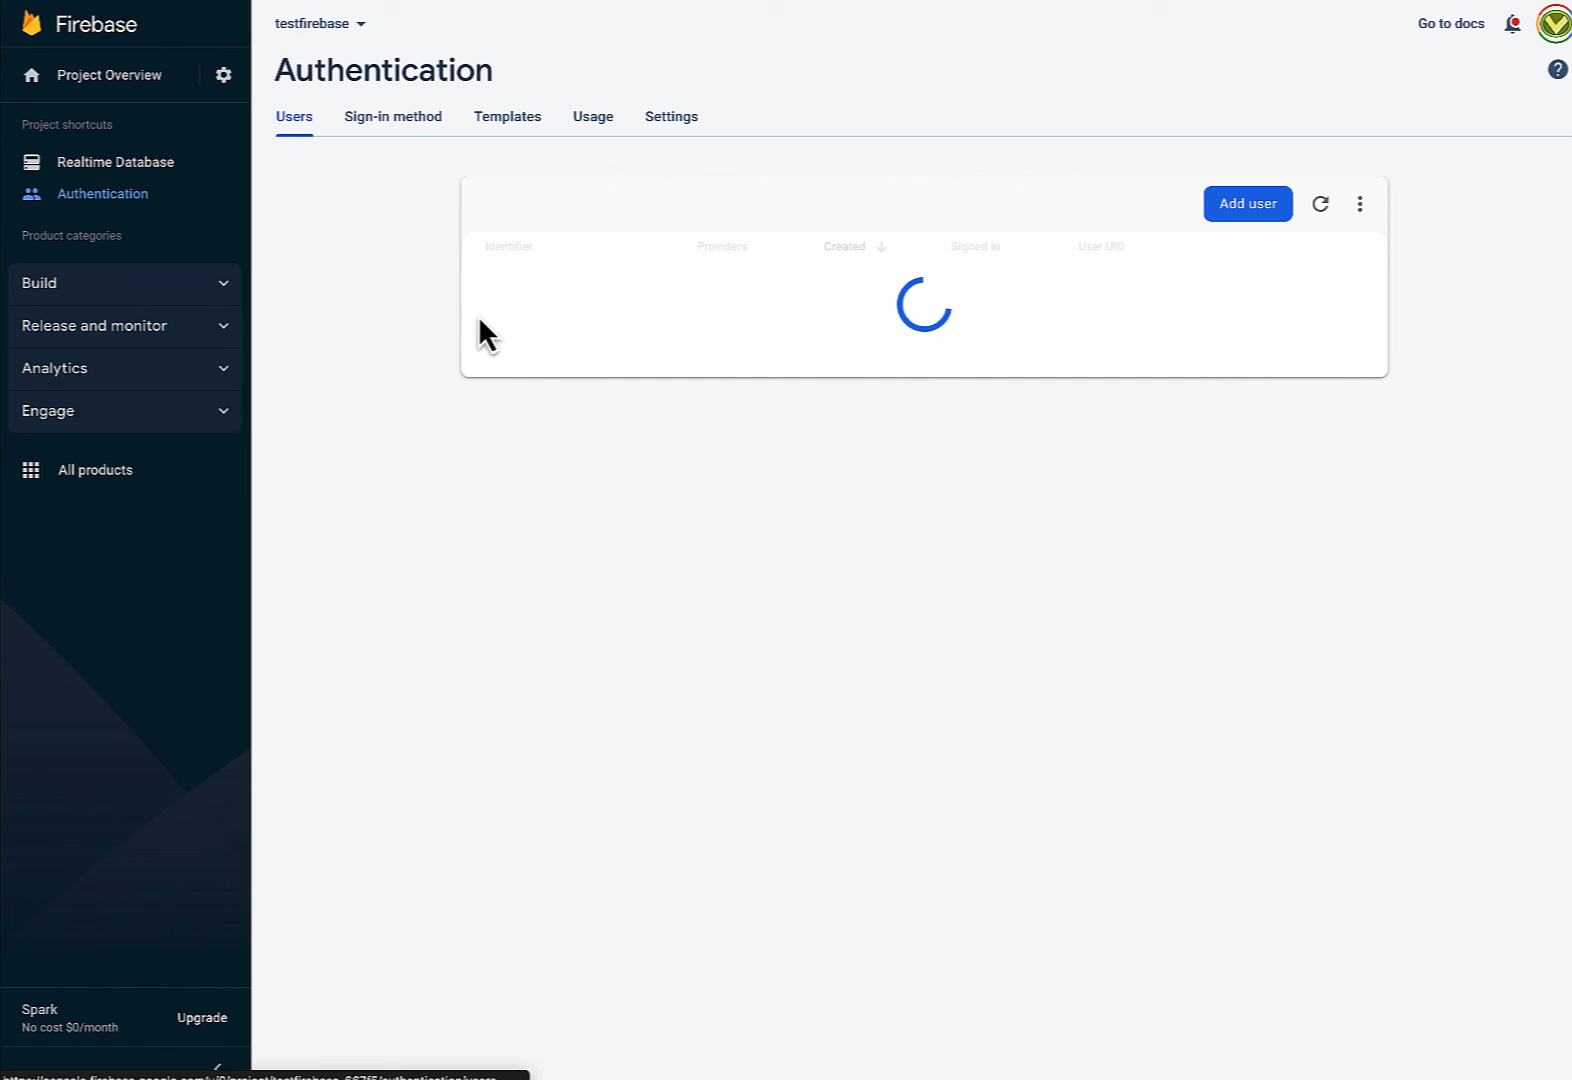 Firebase
testfirebase
Go to docs
Project Overview
Authentication
Users
Sign-in method
Templates
Usage
Settings
Project shortcuts
Realtime Database
Authentication
Product categories
Build
Release and monitor
Analytics
Engage
All products
Add user
Identifier
Providers
Created
Signed in
User UID
Spark
No cost $0/month
Upgrade